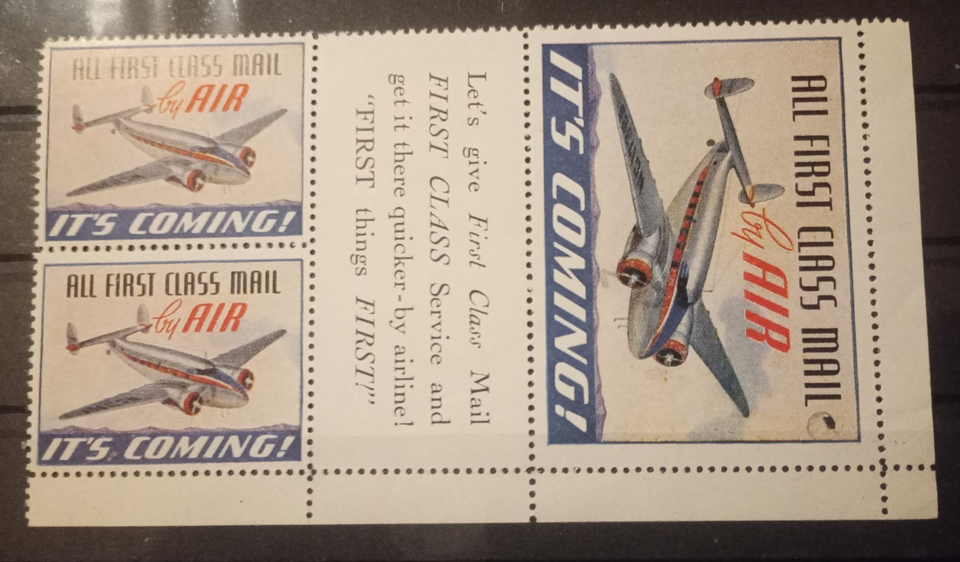 ALL FIRST CLASS MAIL
by AIR
IT'S COMING!
ALL FIRST CLASS MAIL
by AIR
IT'S COMING!
Let's give First Class Mail
FIRST CLASS Service and
get it there quicker-by airline!
"FIRST things FIRST!"
ALL FIRST CLASS MAIL
by AIR
IT'S COMING!